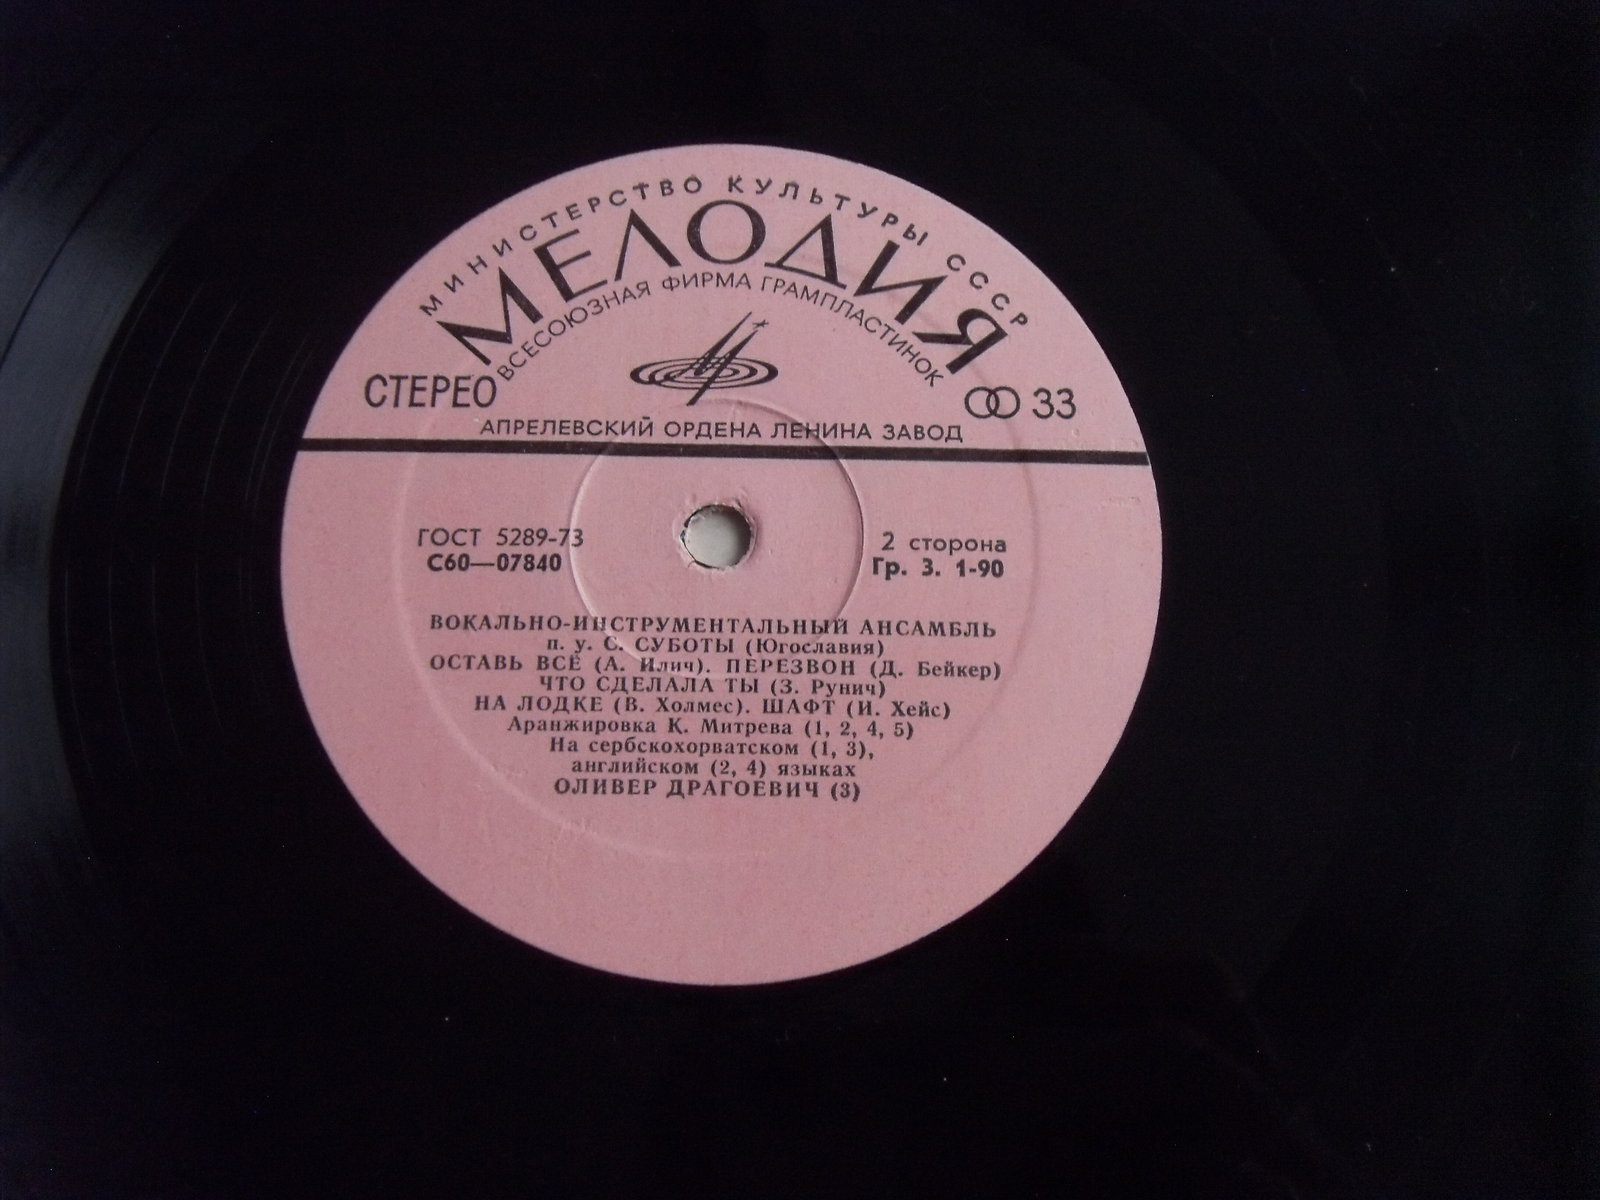 МИНИСТЕРСТВО КУЛЬТУРЫ СССР
МЕЛОДИЯ
ВСЕСОЮЗНАЯ ФИРМА ГРАМПЛАСТИНОК
СТЕРЕО 33
АПРЕЛЕВСКИЙ ОРДЕНА ЛЕНИНА ЗАВОД
ГОСТ 5289-73 2 сторона
С60—07840 Гр. 3. 1-90
ВОКАЛЬНО-ИНСТРУМЕНТАЛЬНЫЙ АНСАМБЛЬ
п. у. С. СУБОТЫ (Югославия)
ОСТАВЬ ВСЕ (А. Илич). ПЕРЕЗВОН (Д. Бейкер)
ЧТО СДЕЛАЛА ТЫ (З. Рунич)
НА ЛОДКЕ (В. Холмес). ШАФТ (И. Хейс)
Аранжировка К. Митрева (1, 2, 4, 5)
На сербскохорватском (1, 3),
английском (2, 4) языках
ОЛИВЕР ДРАГОЕВИЧ (3)